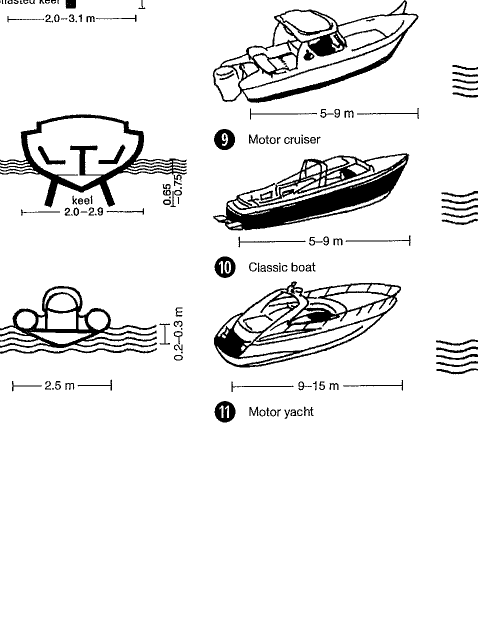 keel
2.0–3.1 m
keel
2.0–2.9
0.65
–0.75
2.5 m
0.2–0.3 m
5–9 m
9 Motor cruiser
5–9 m
10 Classic boat
9–15 m
11 Motor yacht